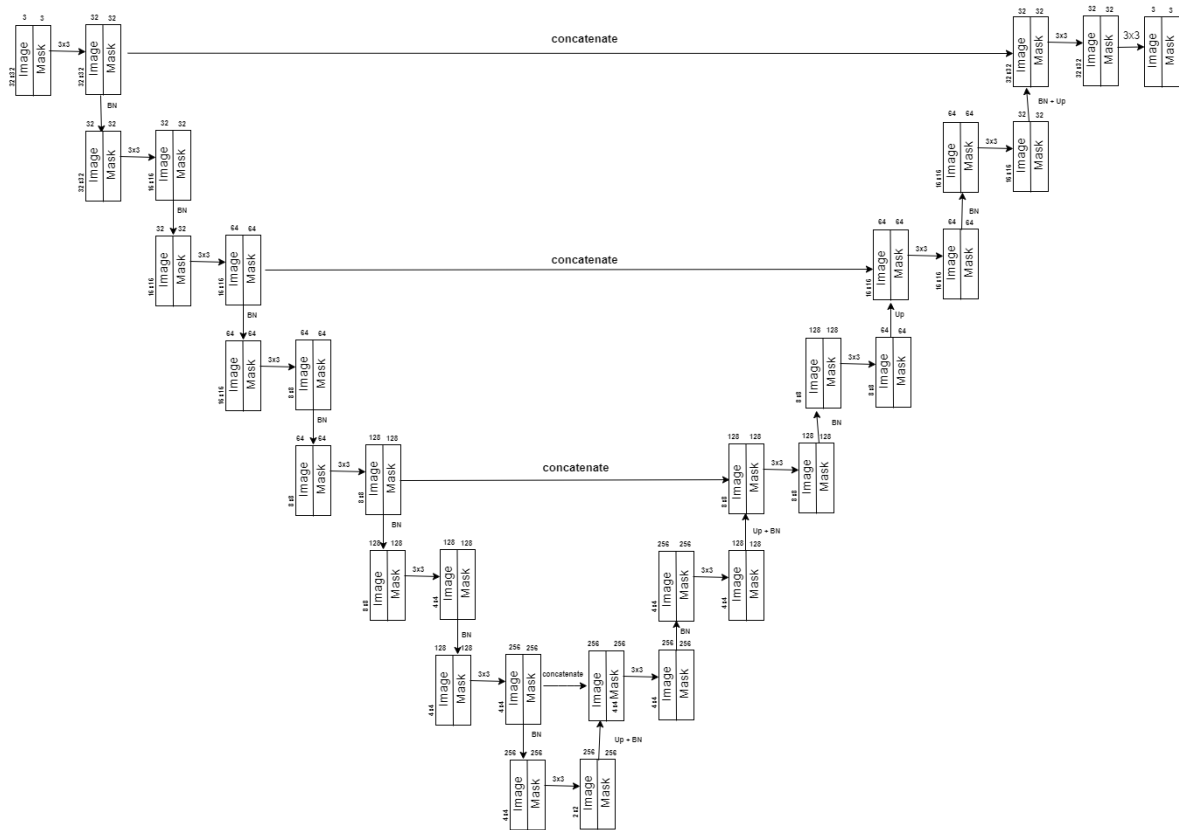 3 3
32x32 Image Mask
3x3
32 32
32x32 Image Mask
concatenate
32 32
32x32 Image Mask
3x3
32 32
32x32 Image Mask
3x3
3 3
Image Mask
BN
BN + Up
32 32
32x32 Image Mask
3x3
32 32
16x16 Image Mask
64 64
16x16 Image Mask
3x3
32 32
16x16 Image Mask
BN
BN
32 32
16x16 Image Mask
3x3
64 64
16x16 Image Mask
concatenate
64 64
16x16 Image Mask
3x3
64 64
16x16 Image Mask
BN
Up
64 64
16x16 Image Mask
3x3
64 64
8x8 Image Mask
128 128
8x8 Image Mask
3x3
64 64
8x8 Image Mask
BN
BN
64 64
8x8 Image Mask
3x3
128 128
8x8 Image Mask
concatenate
128 128
8x8 Image Mask
3x3
128 128
8x8 Image Mask
BN
Up + BN
128 128
8x8 Image Mask
3x3
128 128
4x4 Image Mask
256 256
4x4 Image Mask
3x3
128 128
4x4 Image Mask
BN
BN
128 128
4x4 Image Mask
3x3
256 256
4x4 Image Mask
concatenate
256 256
Image 4x4 Mask
3x3
256 256
4x4 Image Mask
BN
Up + BN
256 256
4x4 Image Mask
3x3
256 256
2x2 Image Mask